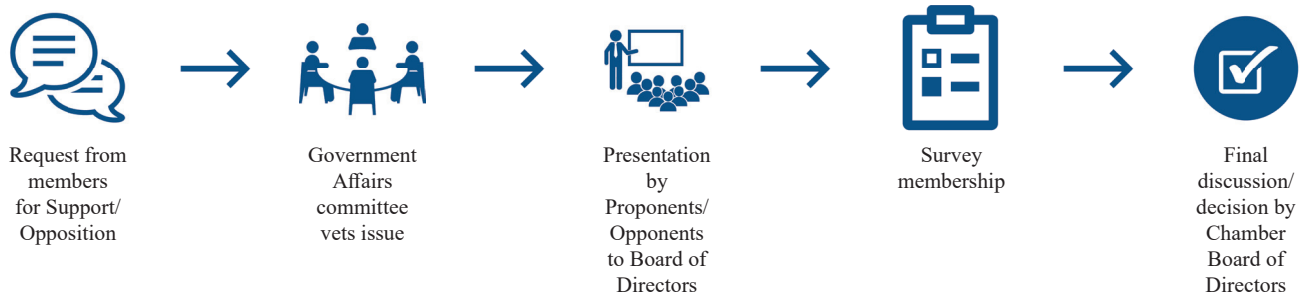 Request from
members
for Support/
Opposition
Government
Affairs
committee
vets issue
Presentation
by
Proponents/
Opponents
to Board of
Directors
Survey
membership
Final
discussion/
decision by
Chamber
Board of
Directors